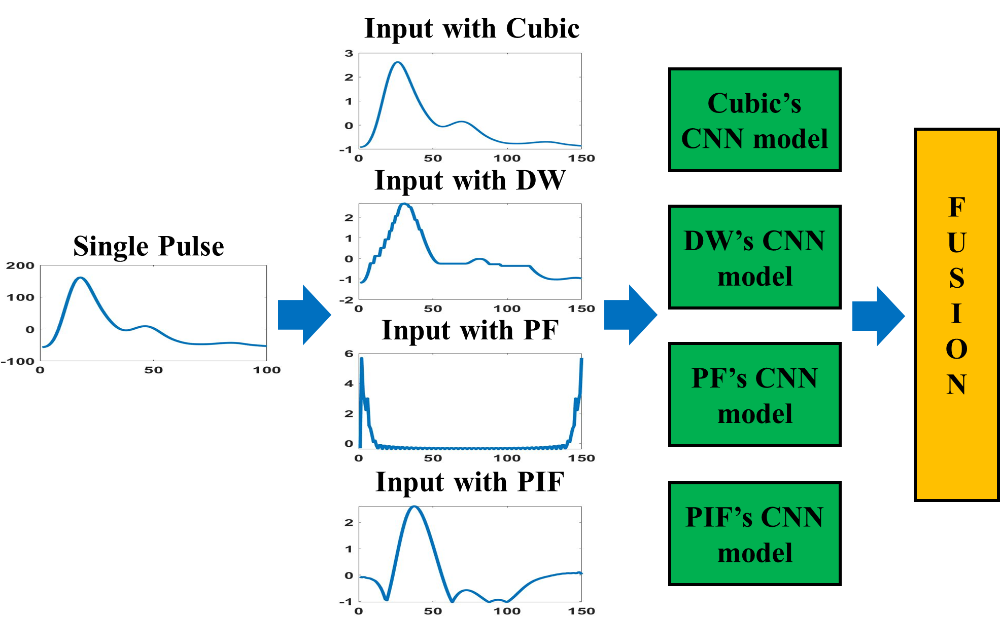 Single Pulse
200
100
0
-100
0 50 100
Input with Cubic
3
2
1
0
-1
0 50 100 150
Input with DW
2
1
0
-1
-2
0 50 100 150
Input with PF
6
4
2
0
0 50 100 150
Input with PIF
2
1
0
-1
0 50 100 150
Cubic’s
CNN model
DW’s CNN
model
PF’s CNN
model
PIF’s CNN
model
F
U
S
I
O
N